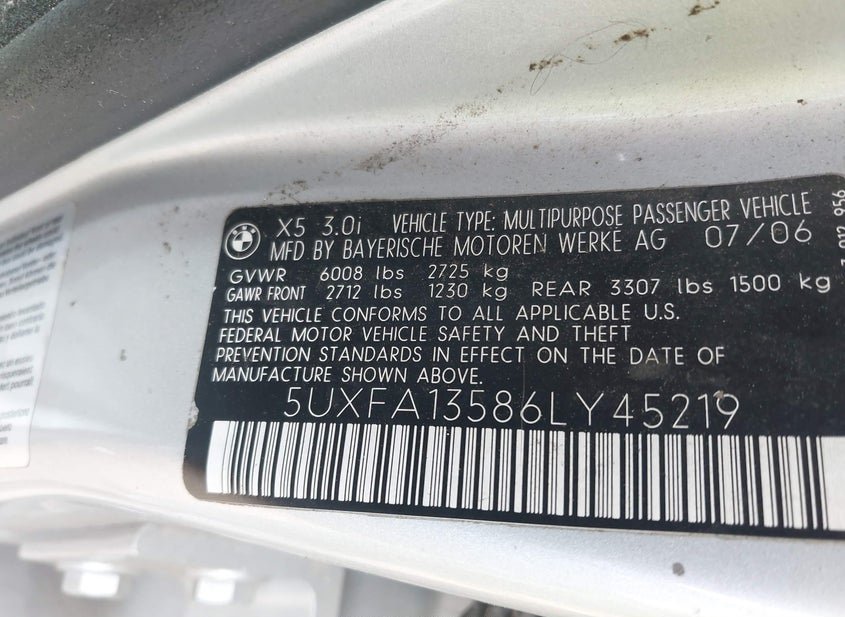 X5 3.0i VEHICLE TYPE: MULTIPURPOSE PASSENGER VEHICLE
MFD BY BAYERISCHE MOTOREN WERKE AG 07/06
GVWR 6008 lbs 2725 kg
GAWR FRONT 2712 lbs 1230 kg REAR 3307 lbs 1500 kg
THIS VEHICLE CONFORMS TO ALL APPLICABLE U.S.
FEDERAL MOTOR VEHICLE SAFETY AND THEFT
PREVENTION STANDARDS IN EFFECT ON THE DATE OF
MANUFACTURE SHOWN ABOVE.
5UXFA13586LY45219